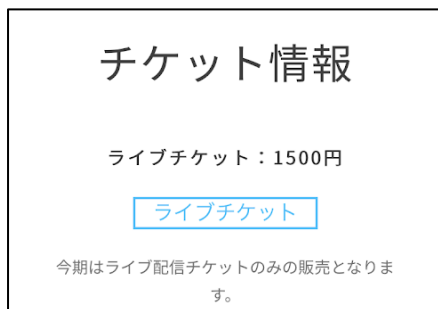 チケット情報
ライブチケット：1500円
ライブチケット
今期はライブ配信チケットのみの販売となりま
す。